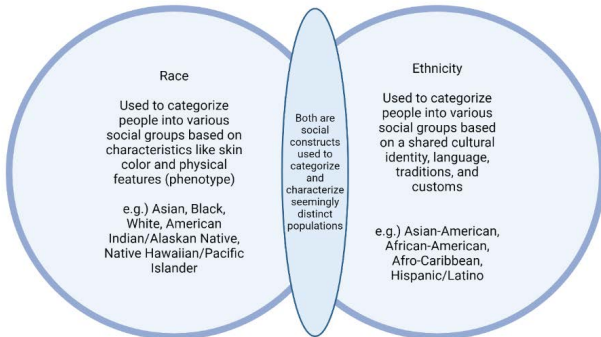 Race
Used to categorize
people into various
social groups based on
characteristics like skin
color and physical
features (phenotype)
e.g.) Asian, Black,
White, American
Indian/Alaskan Native,
Native Hawaiian/Pacific
Islander
Both are
social
constructs
used to
categorize
and
characterize
seemingly
distinct
populations
Ethnicity
Used to categorize
people into various
social groups based
on a shared cultural
identity, language,
traditions, and
customs
e.g.) Asian-American,
African-American,
Afro-Caribbean,
Hispanic/Latino